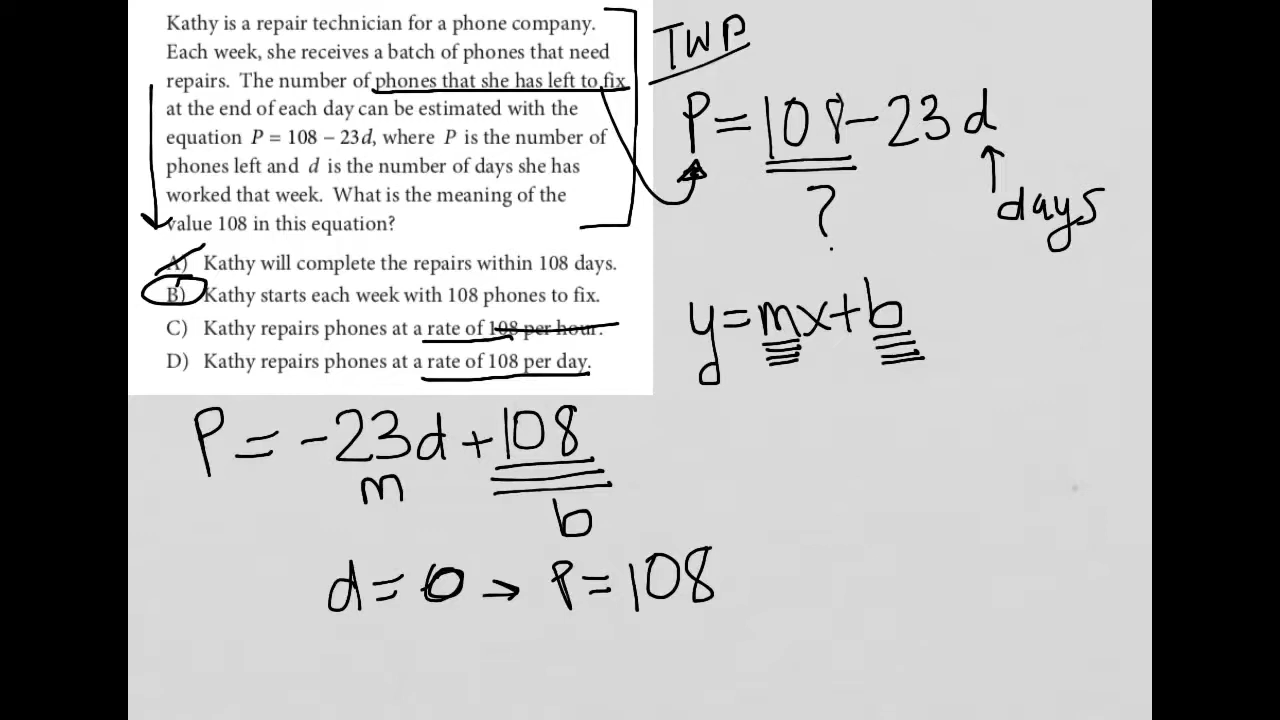 Kathy is a repair technician for a phone company.
Each week, she receives a batch of phones that need
repairs. The number of phones that she has left to fix
at the end of each day can be estimated with the
equation P = 108 – 23d, where P is the number of
phones left and d is the number of days she has
worked that week. What is the meaning of the
value 108 in this equation?
A) Kathy will complete the repairs within 108 days.
B) Kathy starts each week with 108 phones to fix.
C) Kathy repairs phones at a rate of 108 per hour.
D) Kathy repairs phones at a rate of 108 per day.
TWP
P = 108 - 23d
?
days
y = mx + b
P = -23d + 108
m
b
d = 0 → P = 108